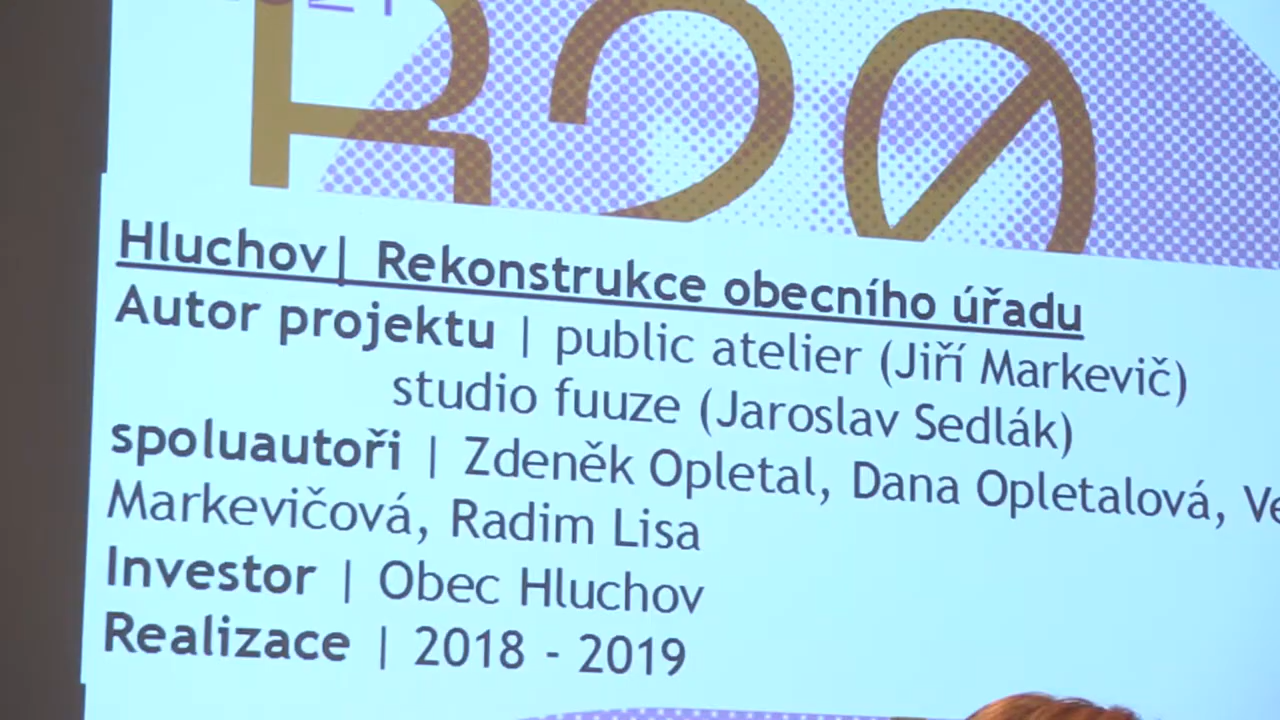 R20
Hluchov| Rekonstrukce obecního úřadu
Autor projektu | public atelier (Jiří Markevič)
studio fuuze (Jaroslav Sedlák)
spoluautoři | Zdeněk Opletal, Dana Opletalová,
Markevičová, Radim Lisa
Investor | Obec Hluchov
Realizace | 2018 - 2019